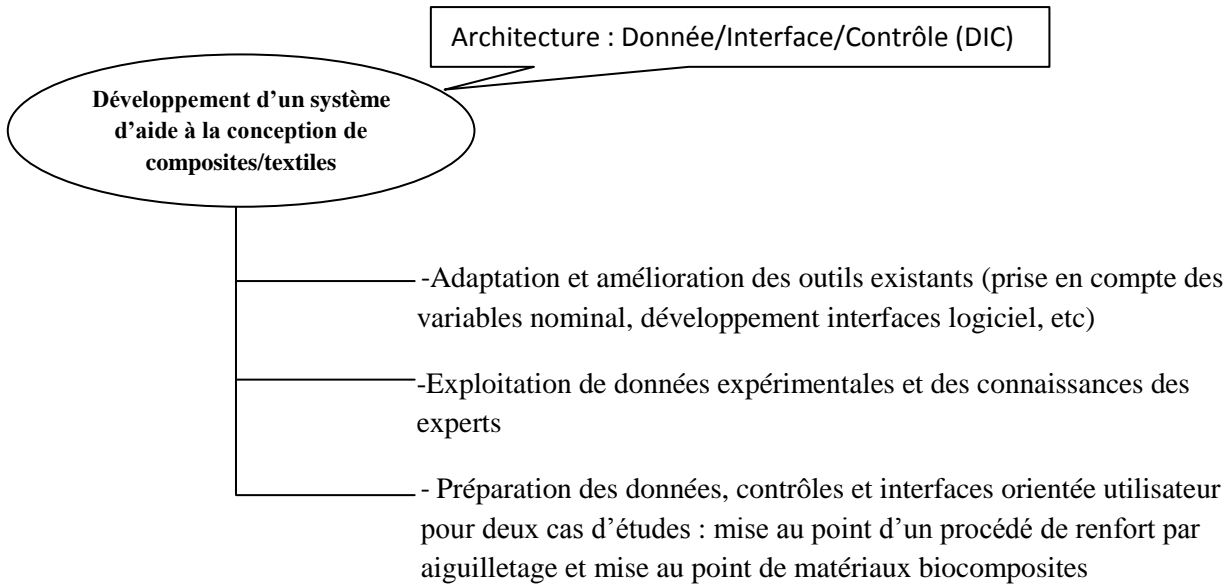 Architecture : Donnée/Interface/Contrôle (DIC)
Développement d’un système
d’aide à la conception de
composites/textiles
-Adaptation et amélioration des outils existants (prise en compte des
variables nominal, développement interfaces logiciel, etc)
-Exploitation de données expérimentales et des connaissances des
experts
- Préparation des données, contrôles et interfaces orientée utilisateur
pour deux cas d’études : mise au point d’un procédé de renfort par
aiguilletage et mise au point de matériaux biocomposites